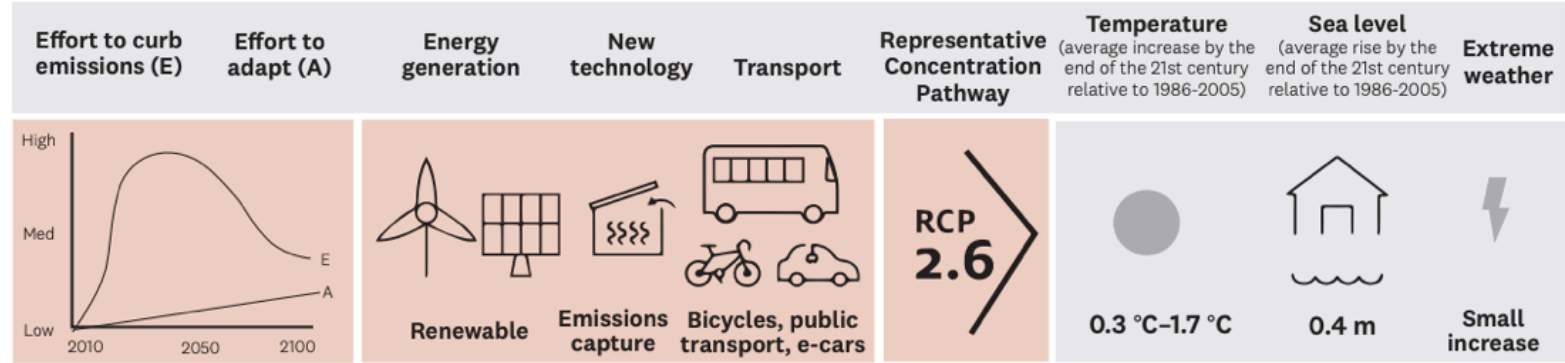 Effort to curb
emissions (E)
Effort to
adapt (A)
Energy
generation
New
technology
Transport
Representative
Concentration
Pathway
Temperature
(average increase by the
end of the 21st century
relative to 1986-2005)
Sea level
(average rise by the
end of the 21st century
relative to 1986-2005)
Extreme
weather
High
Med
Low
E
A
2010
2050
2100
Renewable
Emissions
capture
Bicycles, public
transport, e-cars
RCP
2.6
0.3 °C–1.7 °C
0.4 m
Small
increase